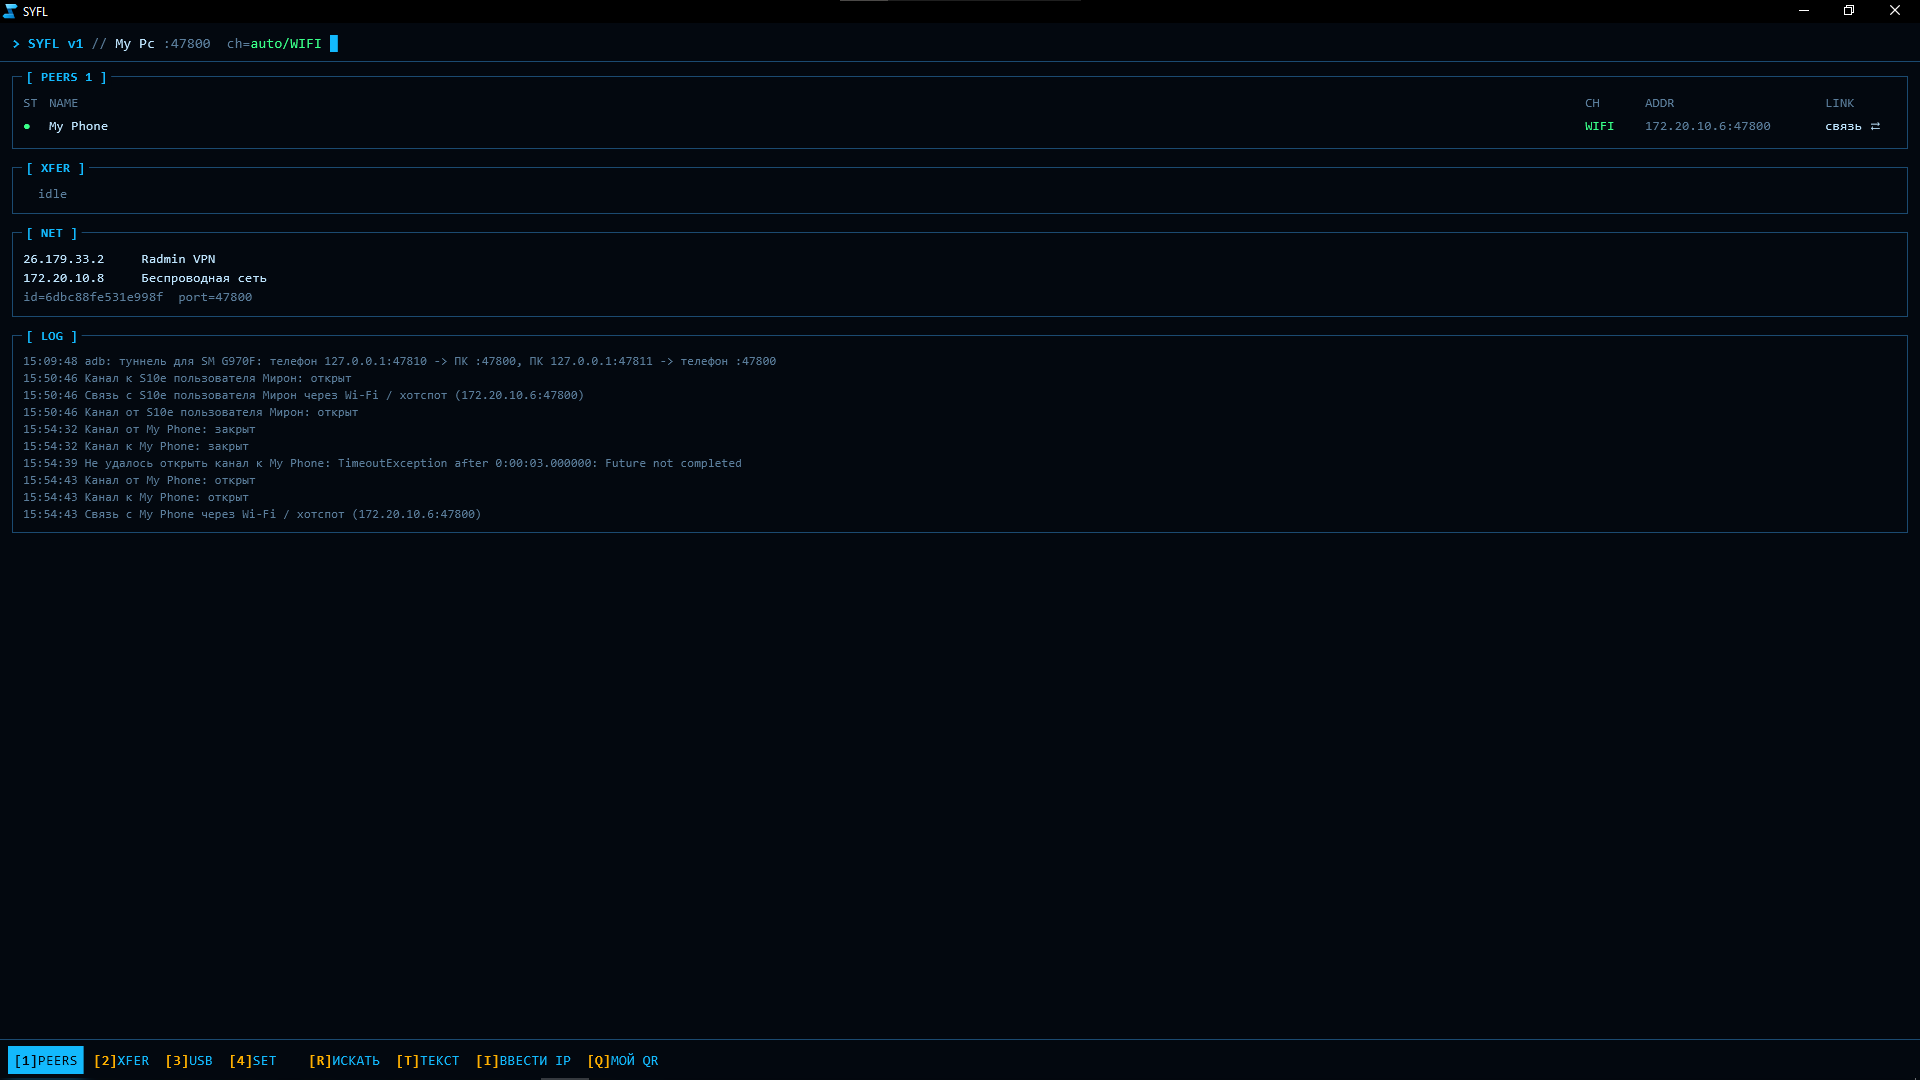 SYFL
> SYFL v1 // My Pc :47800 ch=auto/WIFI
[ PEERS 1 ]
ST NAME CH ADDR LINK
● My Phone WIFI 172.20.10.6:47800 связь ⇄
[ XFER ]
idle
[ NET ]
26.179.33.2 Radmin VPN
172.20.10.8 Беспроводная сеть
id=6dbc88fe531e998f port=47800
[ LOG ]
15:09:48 adb: туннель для SM G970F: телефон 127.0.0.1:47810 -> ПК :47800, ПК 127.0.0.1:47811 -> телефон :47800
15:50:46 Канал к S10e пользователя Мирон: открыт
15:50:46 Связь с S10e пользователя Мирон через Wi-Fi / хотспот (172.20.10.6:47800)
15:50:46 Канал от S10e пользователя Мирон: открыт
15:54:32 Канал от My Phone: закрыт
15:54:32 Канал к My Phone: закрыт
15:54:39 Не удалось открыть канал к My Phone: TimeoutException after 0:00:03.000000: Future not completed
15:54:43 Канал от My Phone: открыт
15:54:43 Канал к My Phone: открыт
15:54:43 Связь с My Phone через Wi-Fi / хотспот (172.20.10.6:47800)
[1]PEERS [2]XFER [3]USB [4]SET [R]ИСКАТЬ [T]ТЕКСТ [I]ВВЕСТИ IP [Q]МОЙ QR